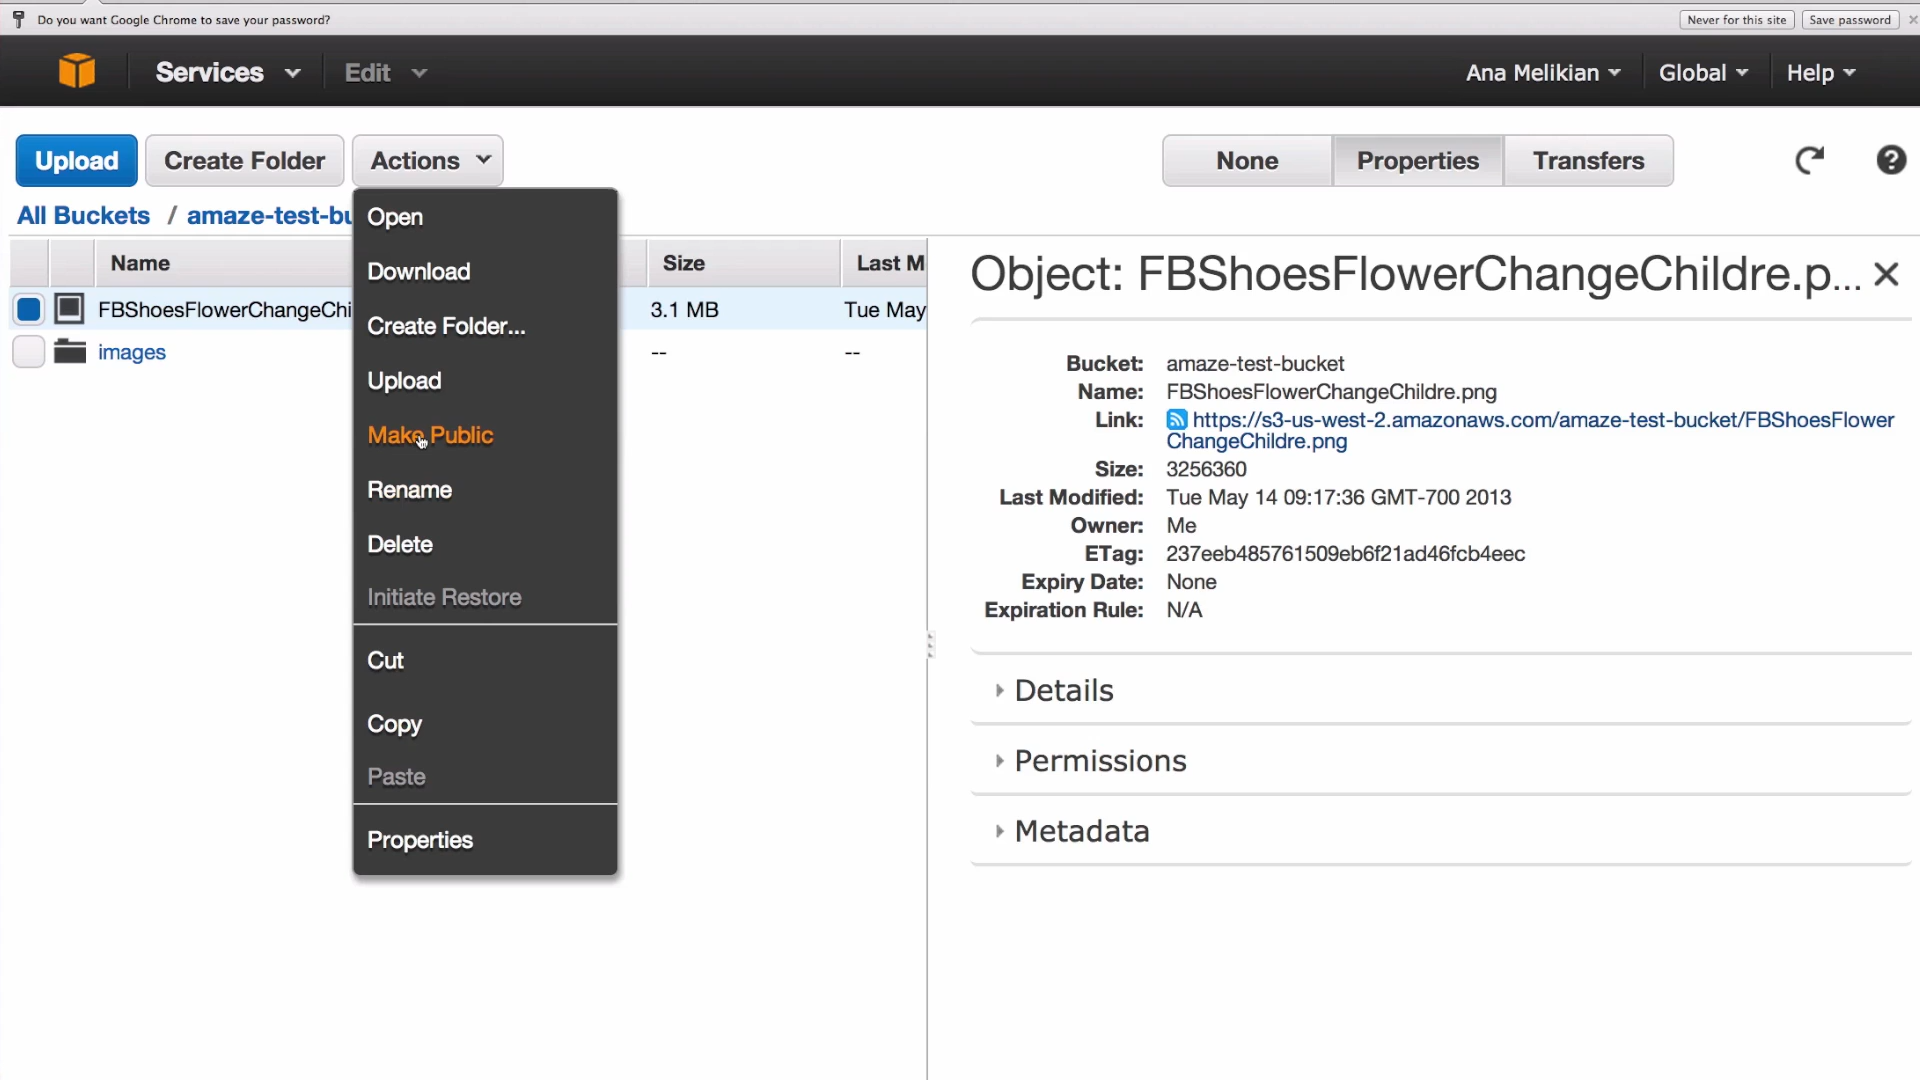 Do you want Google Chrome to save your password?
Never for this site
Save password
Services
Edit
Ana Melikian
Global
Help
Upload
Create Folder
Actions
None
Properties
Transfers
All Buckets / amaze-test-bu
Name
Size
Last M
FBShoesFlowerChangeChi
3.1 MB
Tue May
images
--
--
Open
Download
Create Folder...
Upload
Make Public
Rename
Delete
Initiate Restore
Cut
Copy
Paste
Properties
Object: FBShoesFlowerChangeChildre.p...
Bucket: amaze-test-bucket
Name: FBShoesFlowerChangeChildre.png
Link: https://s3-us-west-2.amazonaws.com/amaze-test-bucket/FBShoesFlower
ChangeChildre.png
Size: 3256360
Last Modified: Tue May 14 09:17:36 GMT-700 2013
Owner: Me
ETag: 237eeb485761509eb6f21ad46fcb4eec
Expiry Date: None
Expiration Rule: N/A
Details
Permissions
Metadata